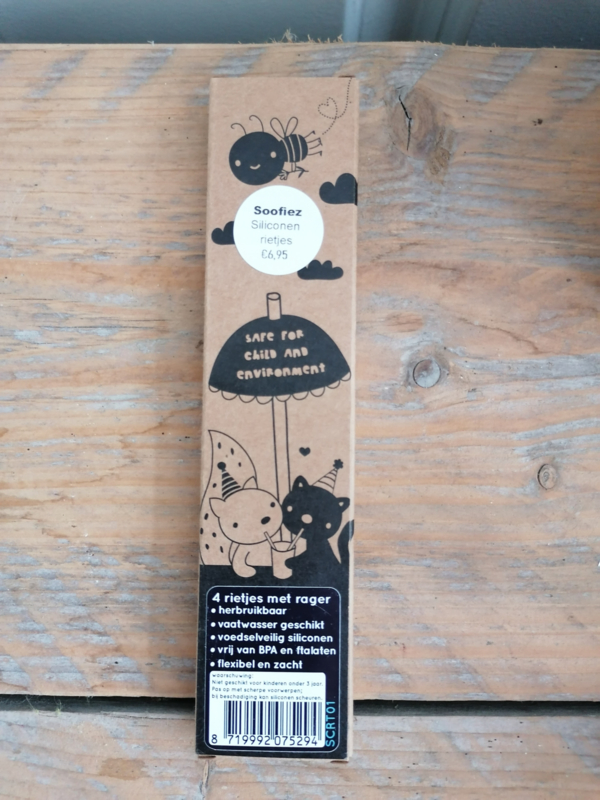 Soofiez
Siliconen
rietjes
€6,95
SAFE FOR
CHILD AND
ENVIRONMENT
4 rietjes met rager
• herbruikbaar
• vaatwasser geschikt
• voedselveilig siliconen
• vrij van BPA en ftalaten
• flexibel en zacht
waarschuwing:
Niet geschikt voor kinderen onder 3 jaar.
Pas op met scherpe voorwerpen;
bij beschadiging kan siliconen scheuren.
8 719992 075294
SCRT01